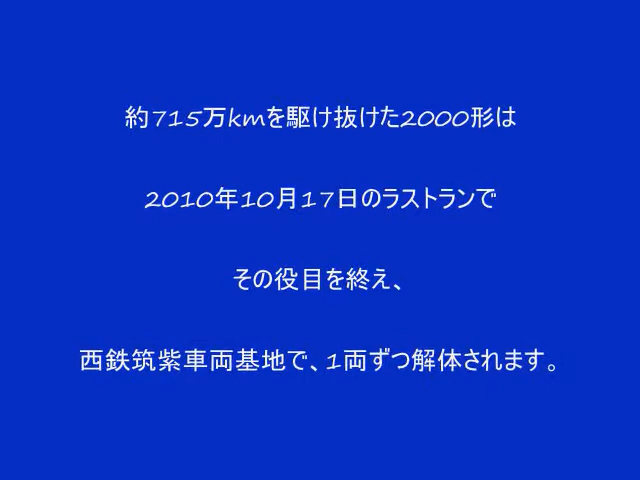 約715万kmを駆け抜けた2000形は
2010年10月17日のラストランで
その役目を終え、
西鉄筑紫車両基地で、1両ずつ解体されます。